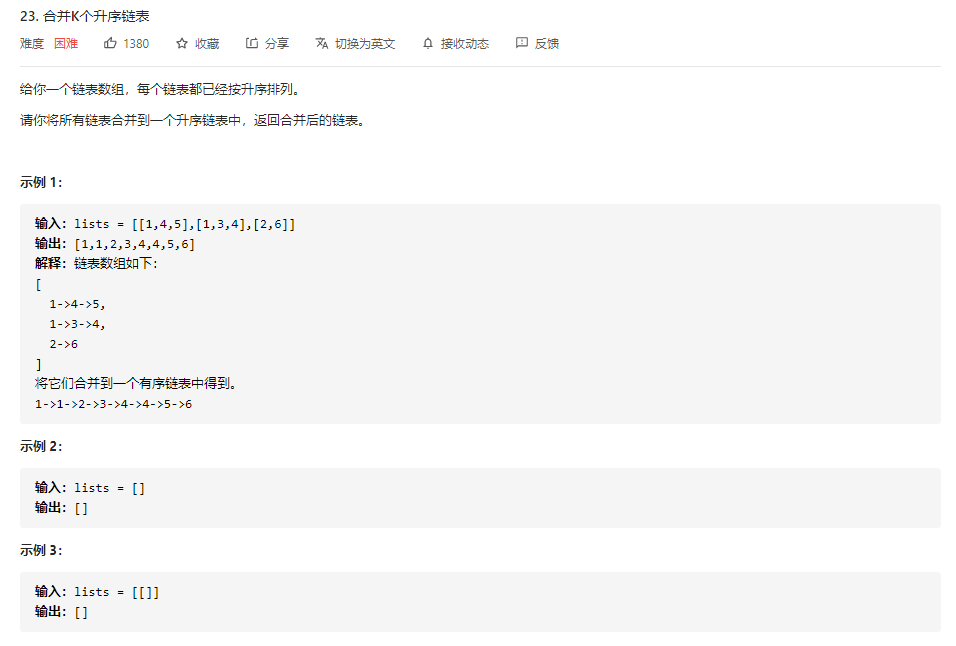 23. 合并K个升序链表
难度 困难 1380 收藏 分享 切换为英文 接收动态 反馈
给你一个链表数组，每个链表都已经按升序排列。
请你将所有链表合并到一个升序链表中，返回合并后的链表。
示例 1：
输入：lists = [[1,4,5],[1,3,4],[2,6]]
输出：[1,1,2,3,4,4,5,6]
解释：链表数组如下：
[
  1->4->5,
  1->3->4,
  2->6
]
将它们合并到一个有序链表中得到。
1->1->2->3->4->4->5->6
示例 2：
输入：lists = []
输出：[]
示例 3：
输入：lists = [[]]
输出：[]